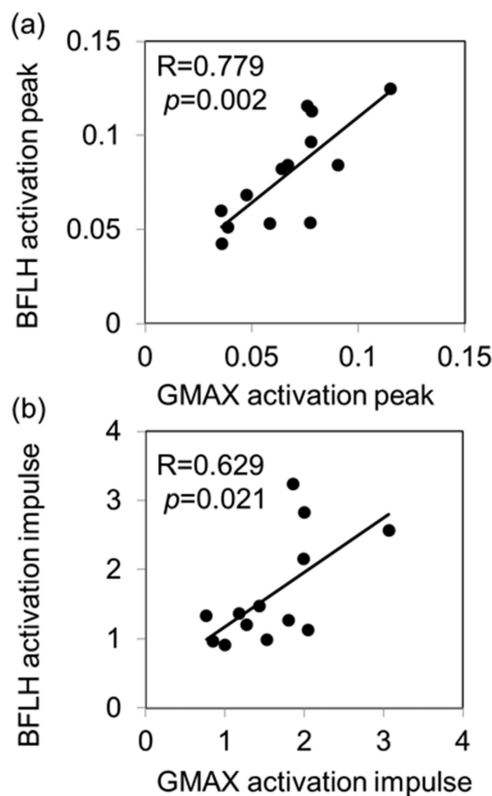 (a)
0.15
R=0.779
p=0.002
0.1
0.05
0
BFLH activation peak
0 0.05 0.1 0.15
GMAX activation peak
(b)
4
R=0.629
p=0.021
3
2
1
0
BFLH activation impulse
0 1 2 3 4
GMAX activation impulse